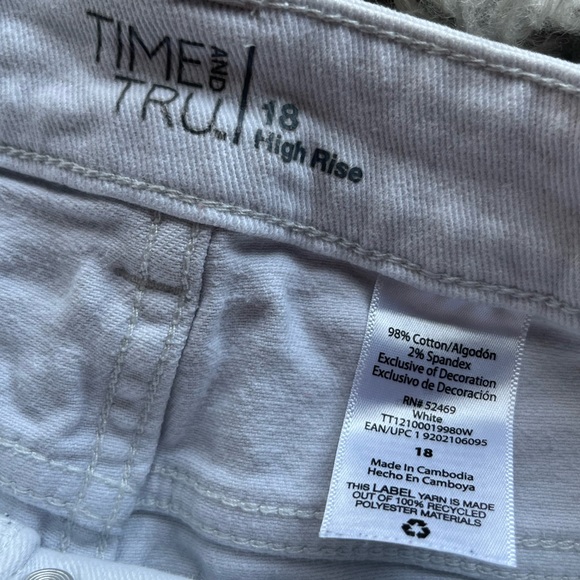 TIME AND
TRU™
18
High Rise
98% Cotton/Algodón
2% Spandex
Exclusive of Decoration
Exclusivo de Decoración
RN# 52469
White
TT12100019980W
EAN/UPC 1 9202106095
18
Made In Cambodia
Hecho En Camboya
THIS LABEL YARN IS MADE
OUT OF 100% RECYCLED
POLYESTER MATERIALS